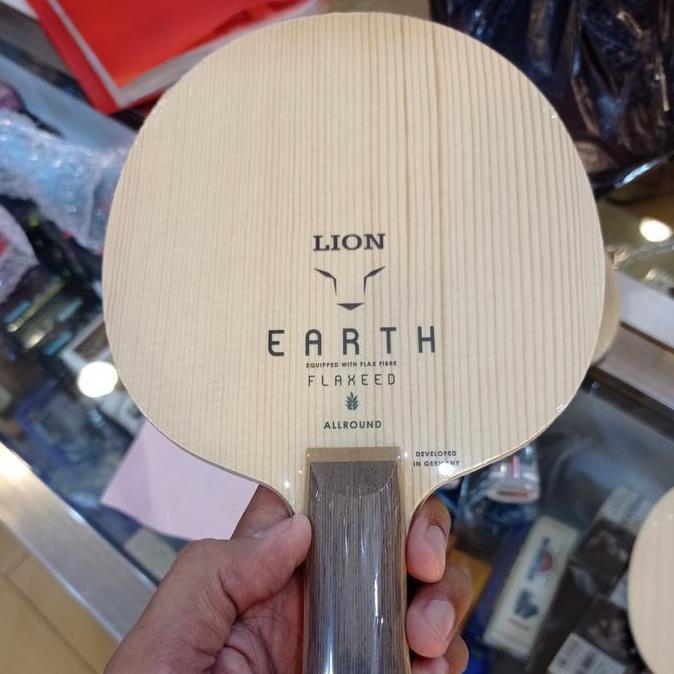 LION
EARTH
EQUIPPED WITH FLAX FIBRE
FLAXEED
ALLROUND
DEVELOPED
IN GERMANY